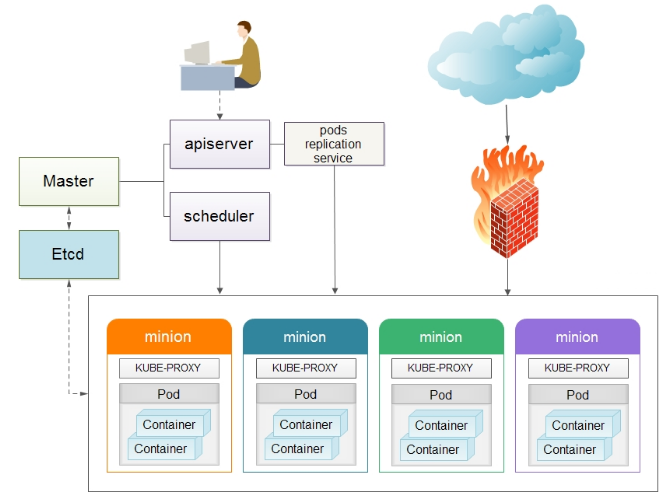 apiserver
pods
replication
service
Master
scheduler
Etcd
minion
minion
minion
minion
KUBE-PROXY
KUBE-PROXY
KUBE-PROXY
KUBE-PROXY
Pod
Pod
Pod
Pod
Container
Container
Container
Container
Container
Container
Container
Container